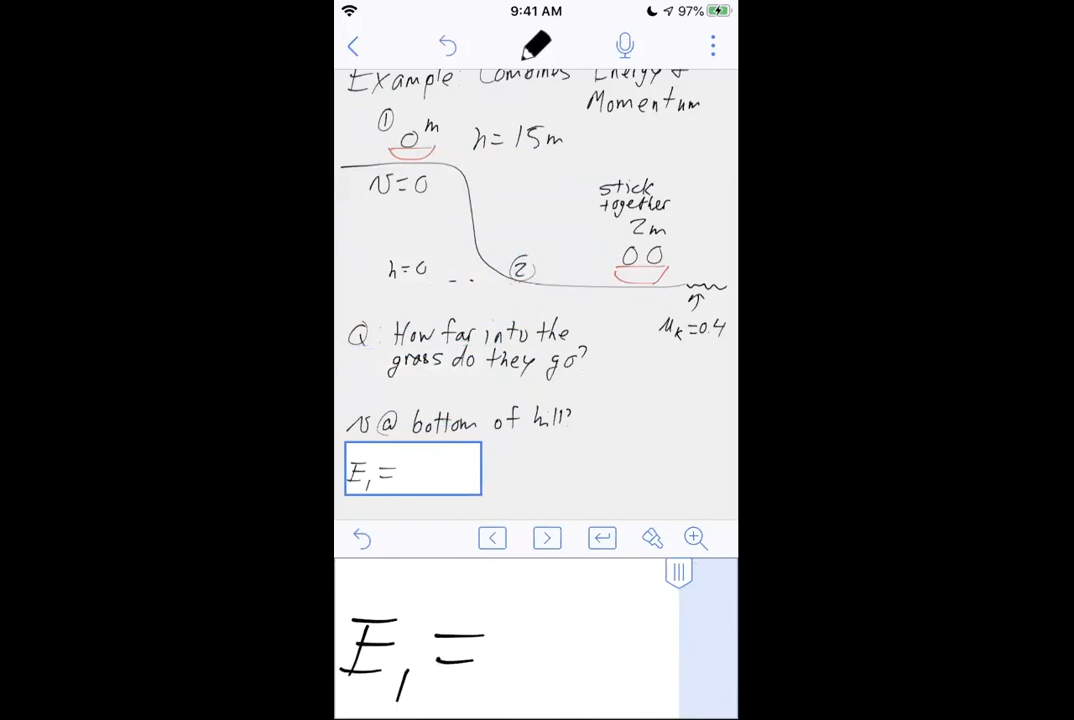 9:41 AM
97%
Example: Combines Energy &
Momentum
① m
h = 15m
v = 0
stick
together
2m
h = 0
②
μk = 0.4
Q: How far into the
grass do they go?
v @ bottom of hill?
E₁ =
E₁ =